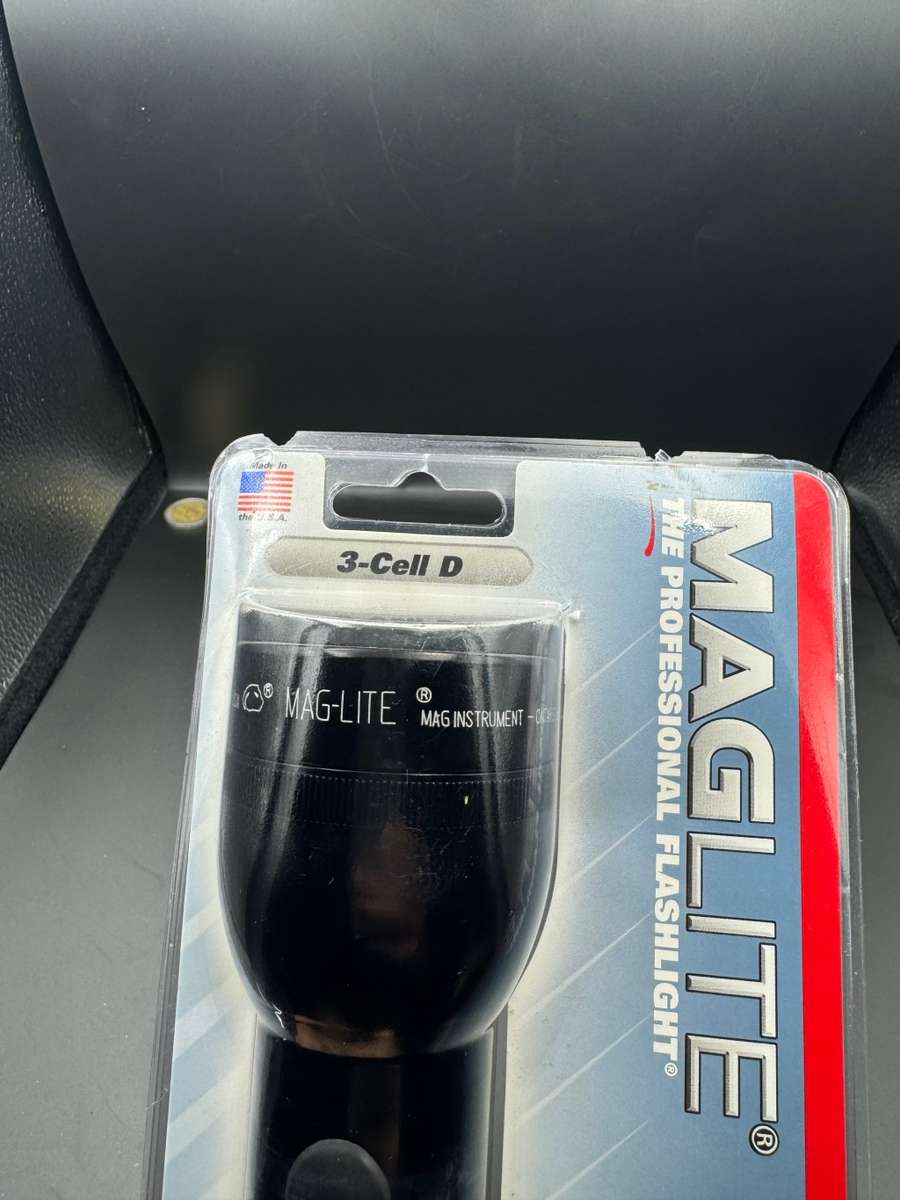 Made In
the U.S.A.
3-Cell D
® MAG-LITE ®
MAG INSTRUMENT -
MAGLITE®
THE PROFESSIONAL FLASHLIGHT®